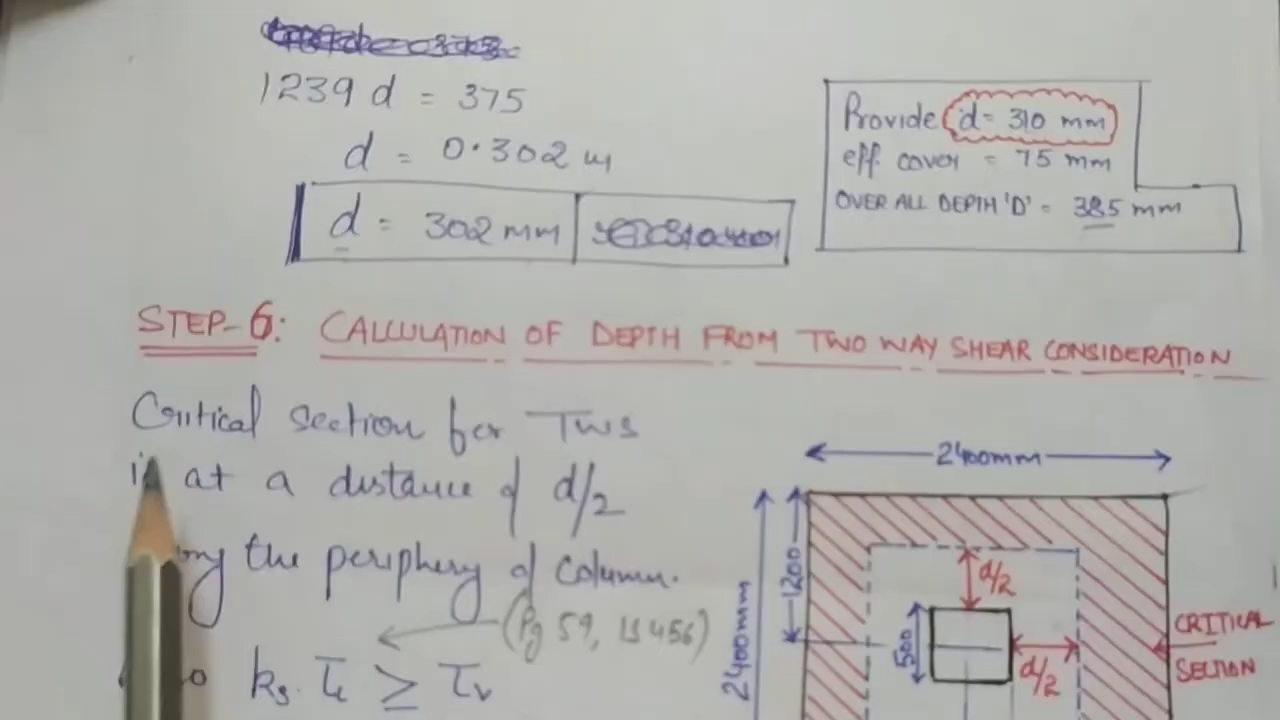 1239 d = 375
d = 0.302 m
d = 302 mm
Provide d = 310 mm
eff. cover = 75 mm
OVER ALL DEPTH 'D' = 385 mm
STEP-6: CALCULATION OF DEPTH FROM TWO WAY SHEAR CONSIDERATION
Critical section for TWS
is at a distance of d/2
the periphery of column.
(Pg 59, IS 456)
ks τc ≥ τv
2400mm
1200
2400mm
d/2
500
d/2
CRITICAL
SECTION